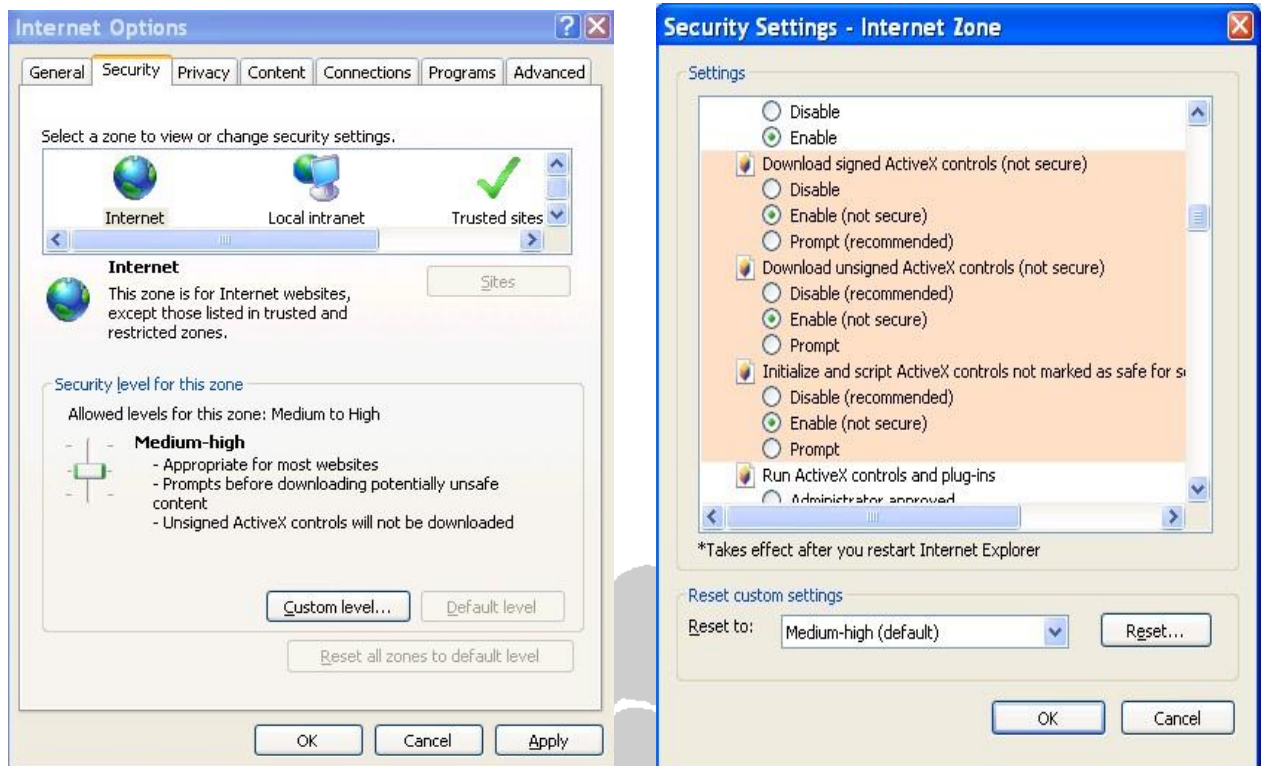 Internet Options
General Security Privacy Content Connections Programs Advanced
Select a zone to view or change security settings.
Internet Local intranet Trusted sites
Internet
Sites
This zone is for Internet websites,
except those listed in trusted and
restricted zones.
Security level for this zone
Allowed levels for this zone: Medium to High
Medium-high
- Appropriate for most websites
- Prompts before downloading potentially unsafe
content
- Unsigned ActiveX controls will not be downloaded
Custom level... Default level
Reset all zones to default level
OK Cancel Apply
Security Settings - Internet Zone
Settings
Disable
Enable
Download signed ActiveX controls (not secure)
Disable
Enable (not secure)
Prompt (recommended)
Download unsigned ActiveX controls (not secure)
Disable (recommended)
Enable (not secure)
Prompt
Initialize and script ActiveX controls not marked as safe for
Disable (recommended)
Enable (not secure)
Prompt
Run ActiveX controls and plug-ins
Administrator approved
*Takes effect after you restart Internet Explorer
Reset custom settings
Reset to: Medium-high (default) Reset...
OK Cancel